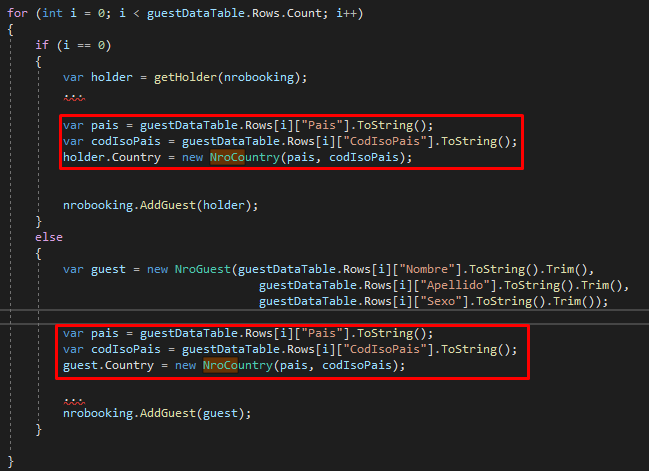 for (int i = 0; i < guestDataTable.Rows.Count; i++)
{
if (i == 0)
{
var holder = getHolder(nrobooking);
...
var pais = guestDataTable.Rows[i]["Pais"].ToString();
var codIsoPais = guestDataTable.Rows[i]["CodIsoPais"].ToString();
holder.Country = new NroCountry(pais, codIsoPais);
nrobooking.AddGuest(holder);
}
else
{
var guest = new NroGuest(guestDataTable.Rows[i]["Nombre"].ToString().Trim(),
guestDataTable.Rows[i]["Apellido"].ToString().Trim(),
guestDataTable.Rows[i]["Sexo"].ToString().Trim());
var pais = guestDataTable.Rows[i]["Pais"].ToString();
var codIsoPais = guestDataTable.Rows[i]["CodIsoPais"].ToString();
guest.Country = new NroCountry(pais, codIsoPais);
...
nrobooking.AddGuest(guest);
}
}